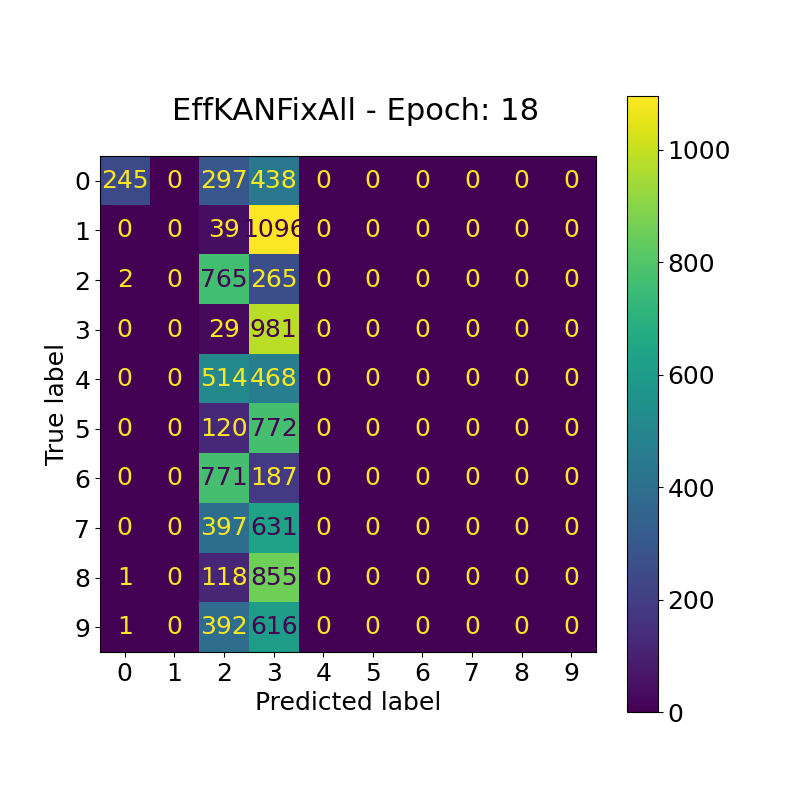 EffKANFixAll - Epoch: 18
0 245 0 297 438 0 0 0 0 0 0
1 0 0 39 1096 0 0 0 0 0 0
2 2 0 765 265 0 0 0 0 0 0
3 0 0 29 981 0 0 0 0 0 0
4 0 0 514 468 0 0 0 0 0 0
5 0 0 120 772 0 0 0 0 0 0
6 0 0 771 187 0 0 0 0 0 0
7 0 0 397 631 0 0 0 0 0 0
8 1 0 118 855 0 0 0 0 0 0
9 1 0 392 616 0 0 0 0 0 0
0 1 2 3 4 5 6 7 8 9
True label
Predicted label
1000
800
600
400
200
0